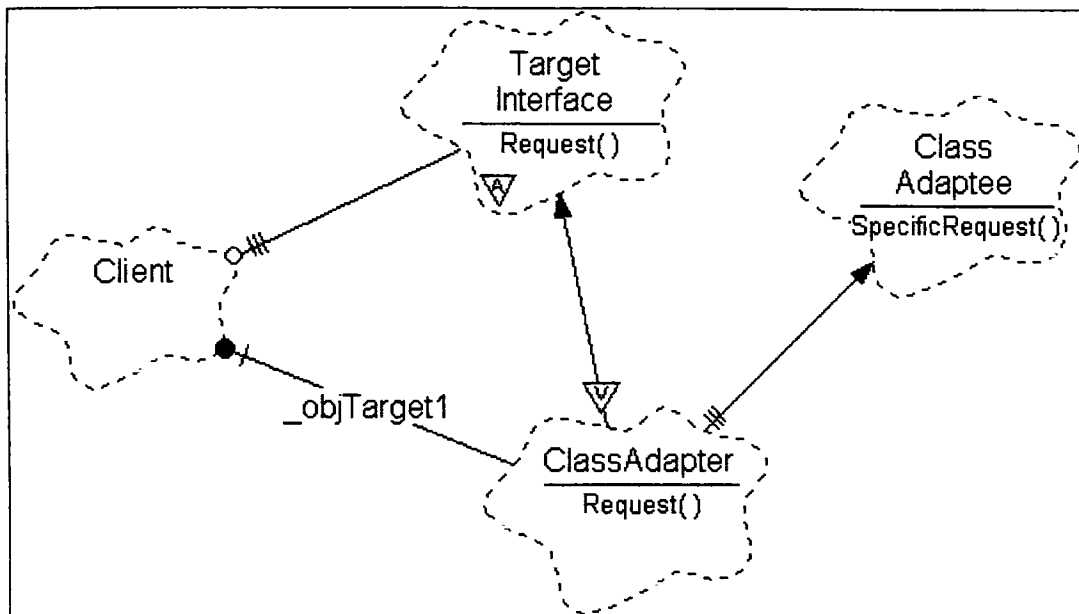 Target
Interface
Request()
A
Class
Adaptee
SpecificRequest()
Client
_objTarget1
V
ClassAdapter
Request()